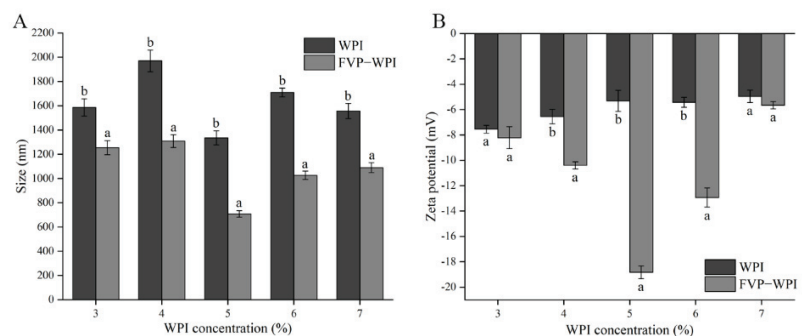 A
2200
2000
1800
1600
1400
1200
1000
800
600
400
200
0
Size (nm)
b a
b a
b a
b a
b a
WPI
FVP−WPI
3 4 5 6 7
WPI concentration (%)
B
0
-2
-4
-6
-8
-10
-12
-14
-16
-18
-20
Zeta potential (mV)
a a
b a
b a
b a
a a
WPI
FVP−WPI
3 4 5 6 7
WPI concentration (%)